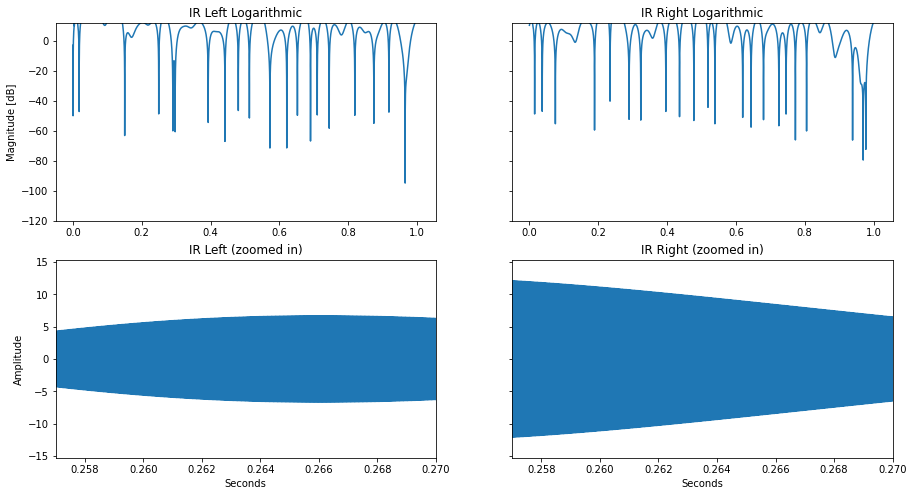 IR Left Logarithmic
IR Right Logarithmic
Magnitude [dB]
0
−20
−40
−60
−80
−100
−120
0.0 0.2 0.4 0.6 0.8 1.0
0.0 0.2 0.4 0.6 0.8 1.0
IR Left (zoomed in)
IR Right (zoomed in)
Amplitude
15
10
5
0
−5
−10
−15
0.258 0.260 0.262 0.264 0.266 0.268 0.270
0.258 0.260 0.262 0.264 0.266 0.268 0.270
Seconds
Seconds